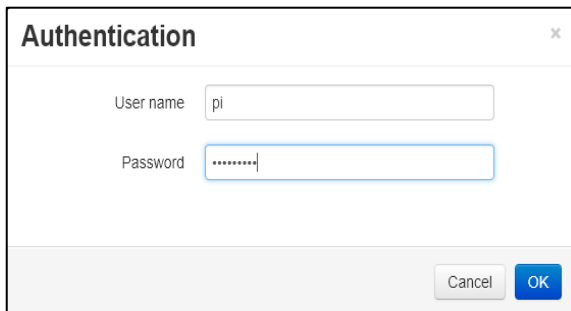 Authentication ×
User name pi
Password •••••••••
Cancel OK